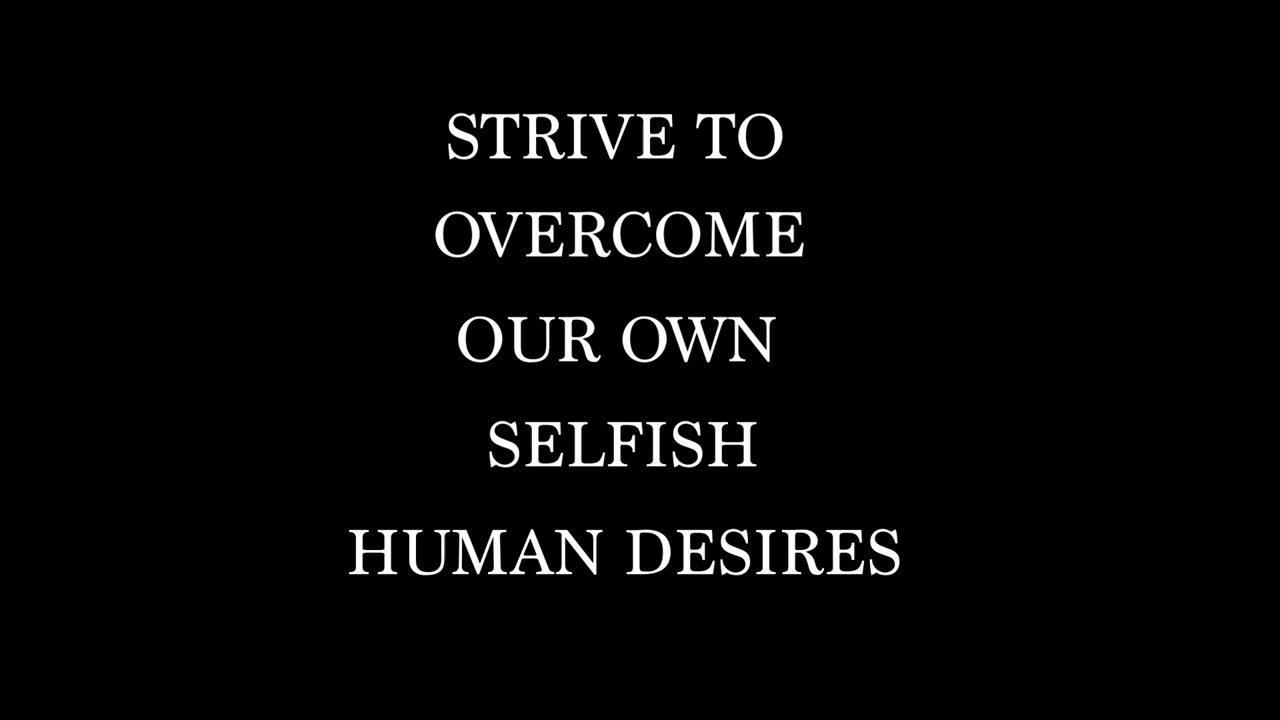 STRIVE TO
OVERCOME
OUR OWN
SELFISH
HUMAN DESIRES